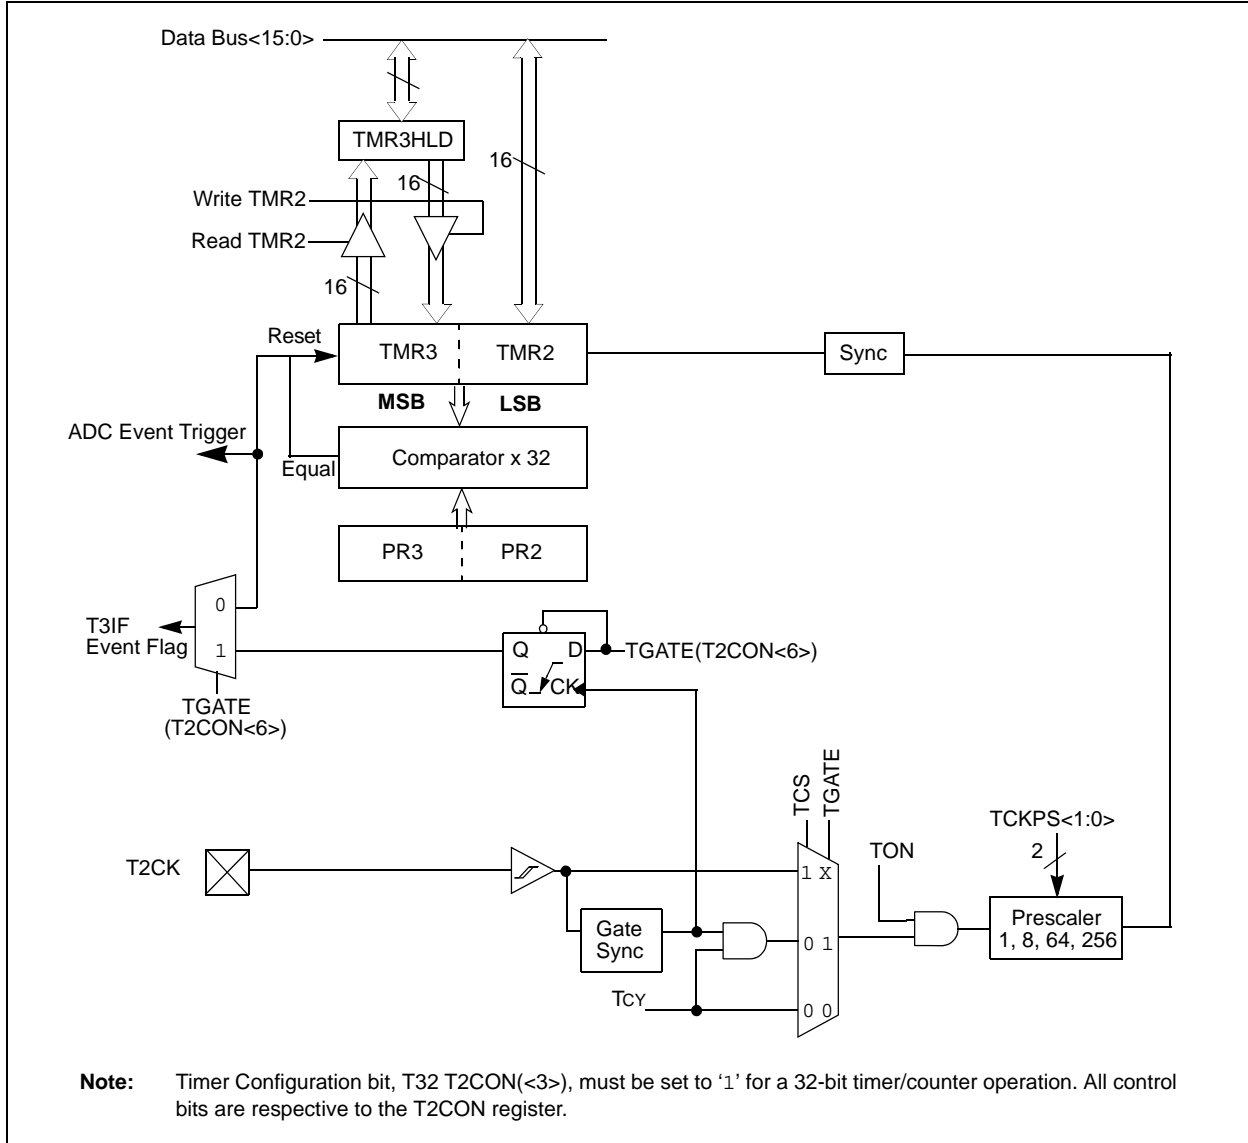 Data Bus<15:0>
TMR3HLD
16
16
Write TMR2
Read TMR2
16
Reset
TMR3
TMR2
Sync
MSB
LSB
ADC Event Trigger
Equal
Comparator x 32
PR3
PR2
0
T3IF
Event Flag
1
Q
D
TGATE(T2CON<6>)
Q
CK
TGATE
(T2CON<6>)
TCS
TGATE
TCKPS<1:0>
2
TON
T2CK
1 X
Prescaler
1, 8, 64, 256
Gate
Sync
0 1
TCY
0 0
Note: Timer Configuration bit, T32 T2CON(<3>), must be set to ‘1’ for a 32-bit timer/counter operation. All control
bits are respective to the T2CON register.